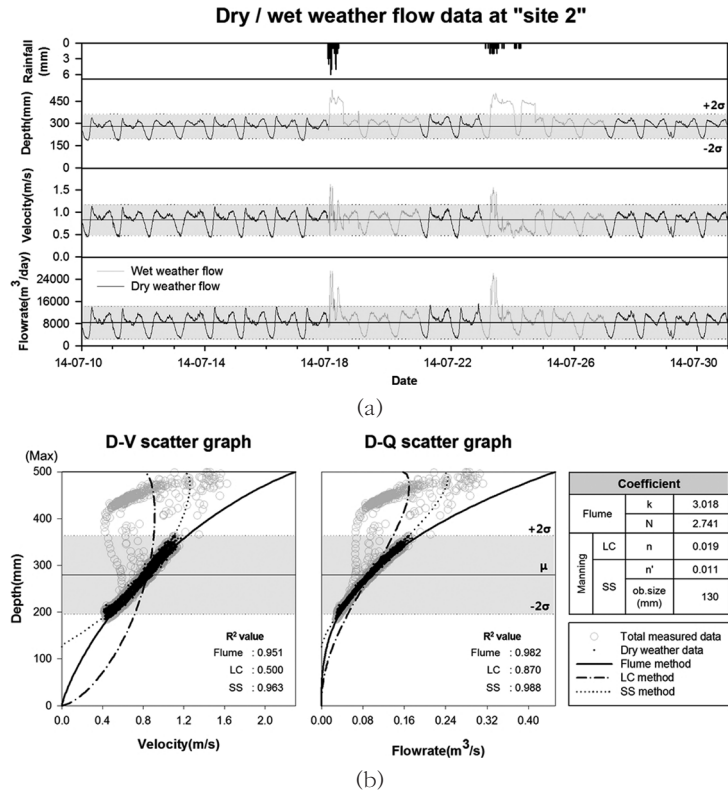 Dry / wet weather flow data at "site 2"
Rainfall
(mm)
0
3
6
Depth(mm)
450
300
150
0
+2σ
-2σ
Velocity(m/s)
1.5
1.0
0.5
0.0
Flowrate(m³/day)
24000
16000
8000
0
Wet weather flow
Dry weather flow
14-07-10 14-07-14 14-07-18 14-07-22 14-07-26 14-07-30
Date
(a)
D-V scatter graph
(Max)
500
400
300
200
100
0
Depth(mm)
R² value
Flume : 0.951
LC : 0.500
SS : 0.963
0.0 0.4 0.8 1.2 1.6 2.0
Velocity(m/s)
D-Q scatter graph
+2σ
μ
-2σ
R² value
Flume : 0.982
LC : 0.870
SS : 0.988
0.00 0.08 0.16 0.24 0.32 0.40
Flowrate(m³/s)
Coefficient
Flume k 3.018
N 2.741
Manning LC n 0.019
SS n' 0.011
ob.size (mm) 130
Total measured data
Dry weather data
Flume method
LC method
SS method
(b)